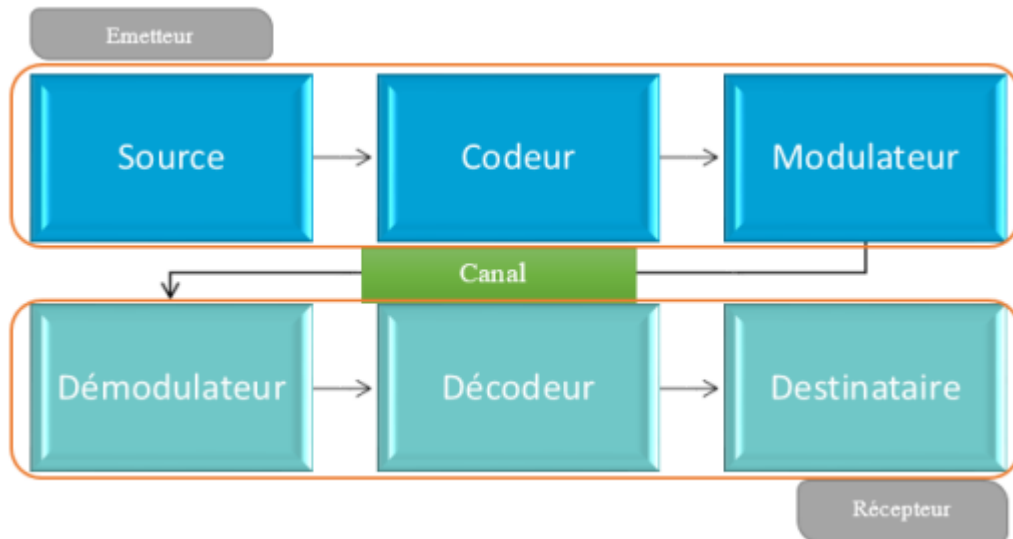 Emetteur
Source
Codeur
Modulateur
Canal
Démodulateur
Décodeur
Destinataire
Récepteur